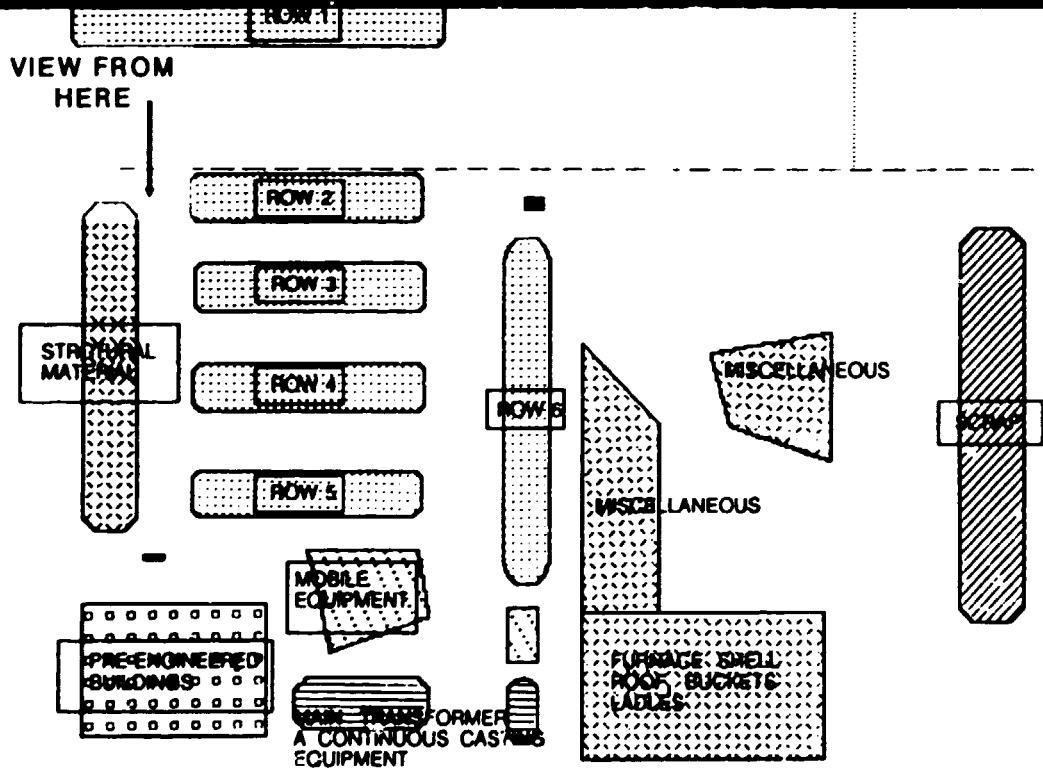 ROW 1
VIEW FROM
HERE
ROW 2
ROW 3
STRCTURAL
MATERIAL
ROW 4
ROW 6
MISCELLANEOUS
SCRAP
ROW 5
MISCELLANEOUS
MOBILE
EQUIPMENT
PRE-ENGINEERED
BUILDINGS
FURNACE SHELL
ROOF BUCKETS
LADLES
MAIN TRANSFORMER
A CONTINUOUS CASTING
EQUIPMENT